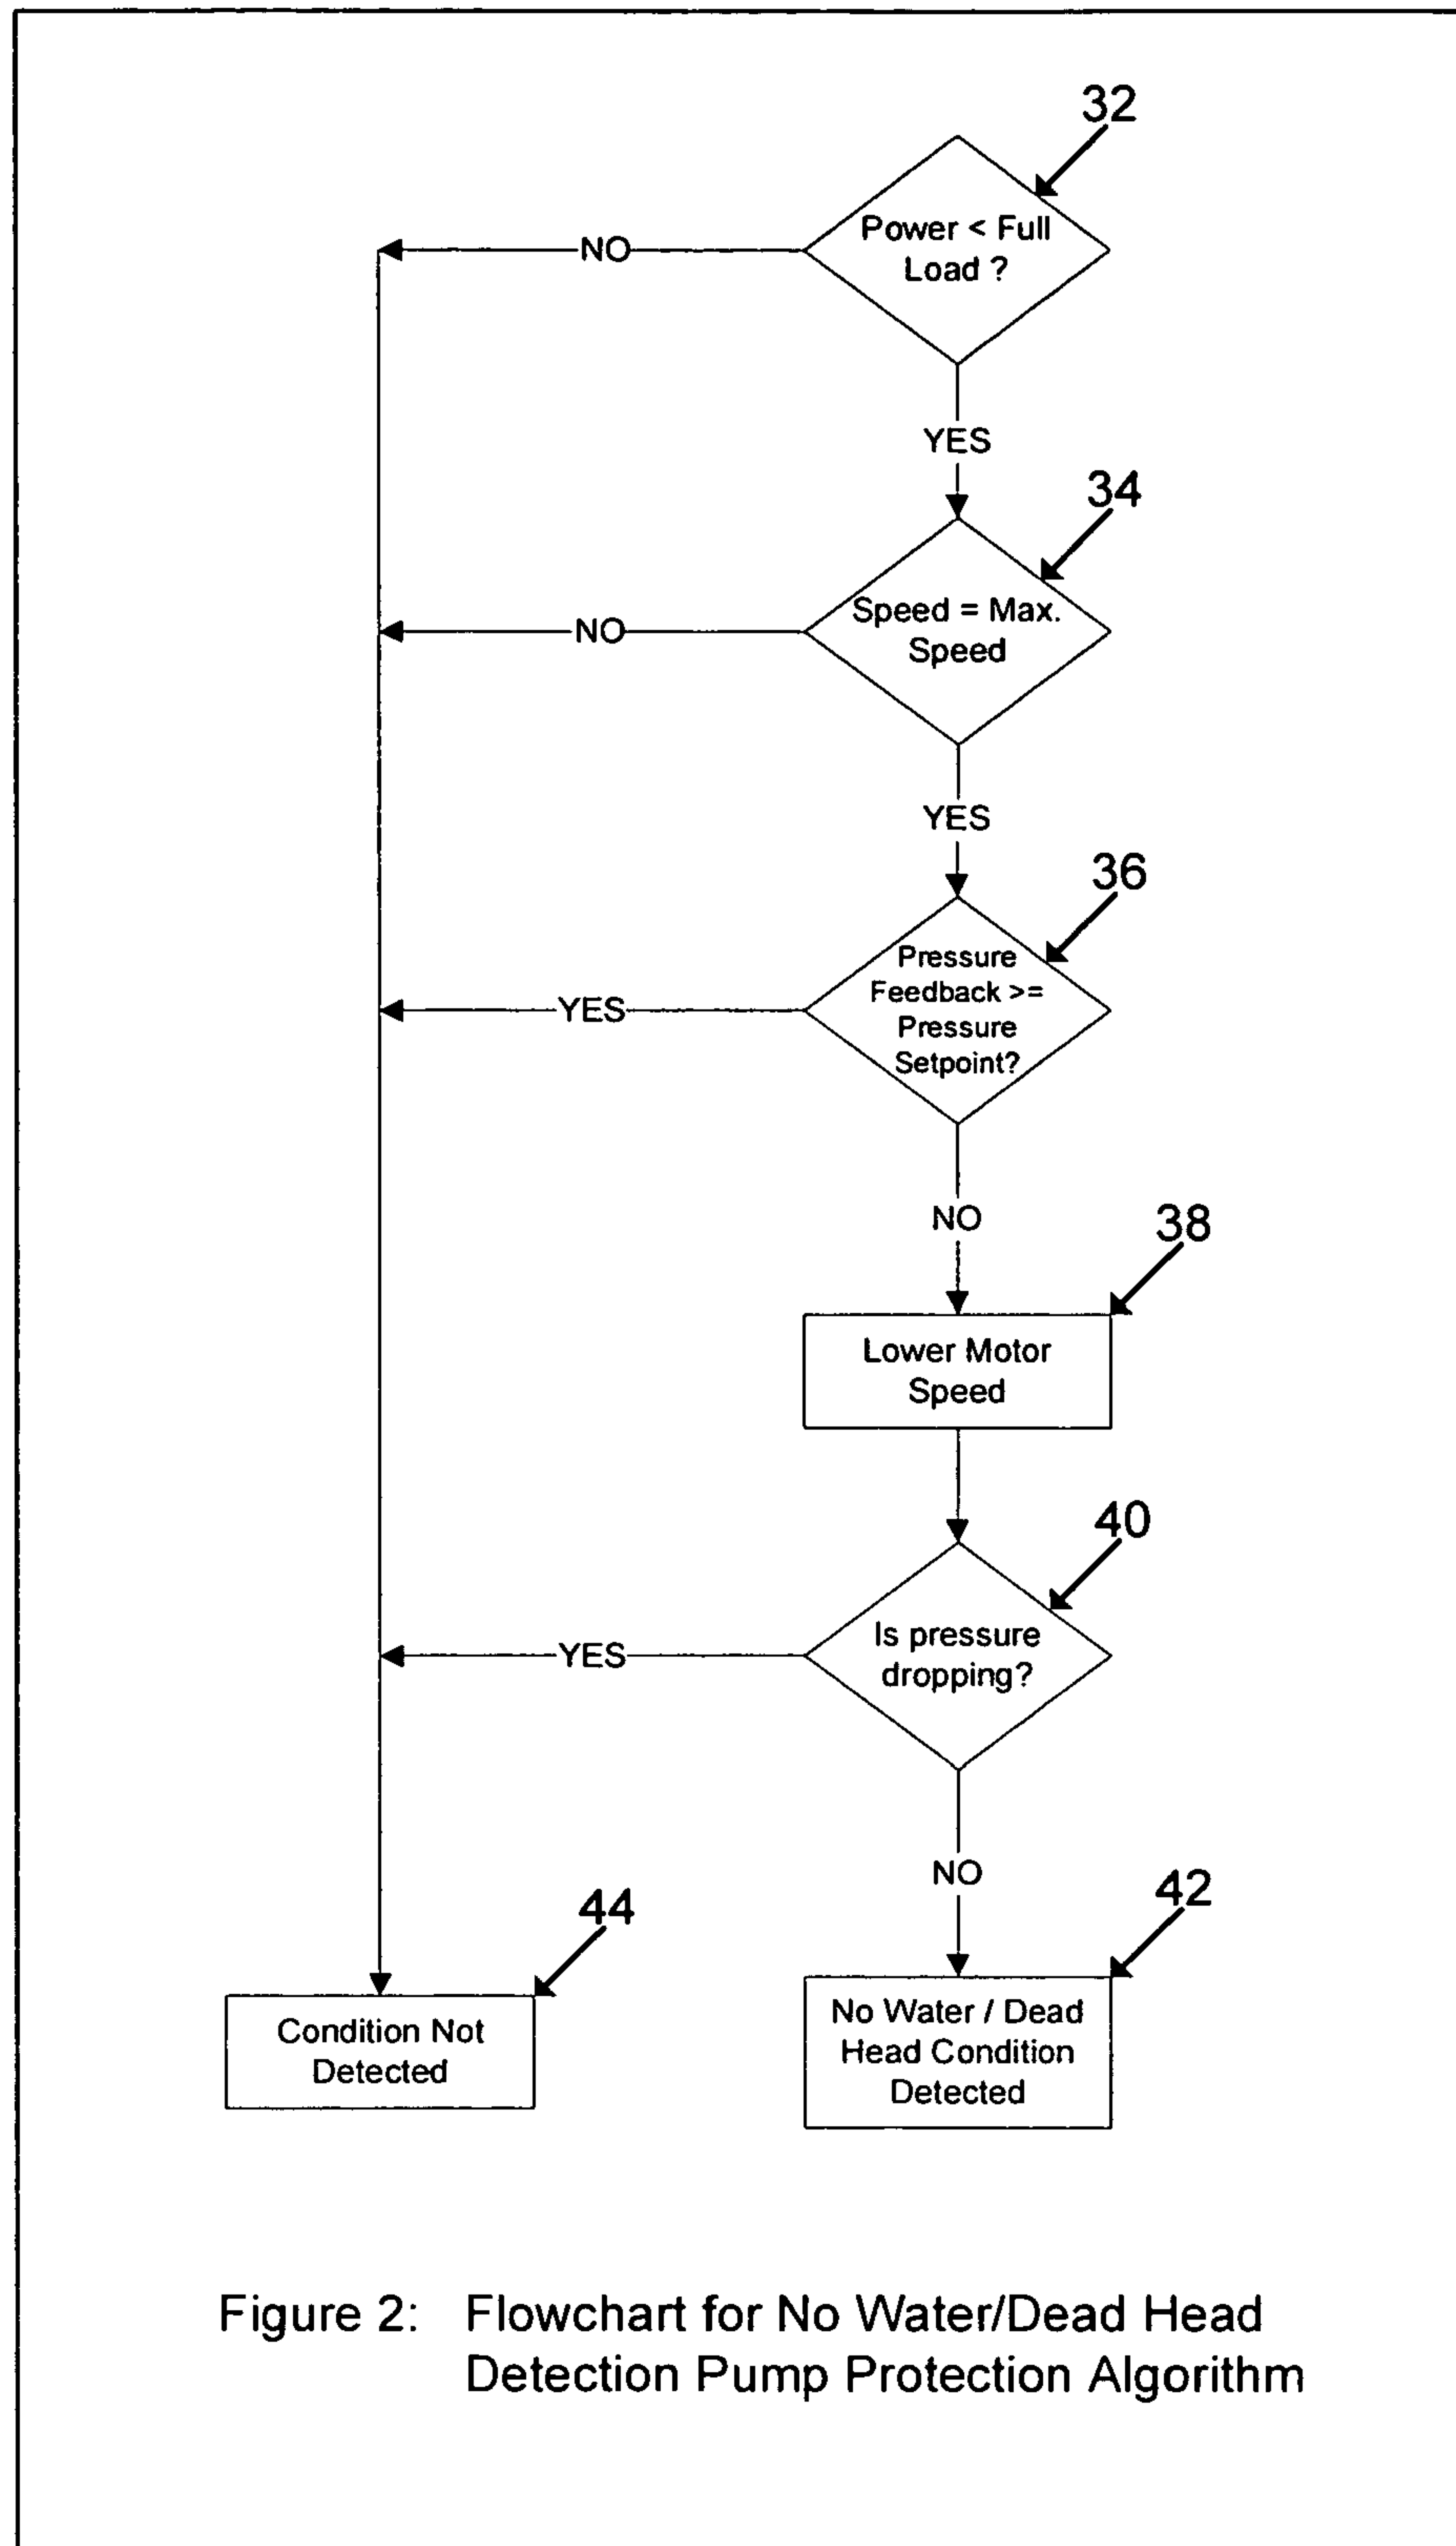 32
Power < Full
Load ?
NO
YES
34
Speed = Max.
Speed
NO
YES
36
Pressure
Feedback >=
Pressure
Setpoint?
YES
NO
38
Lower Motor
Speed
40
Is pressure
dropping?
YES
NO
44
Condition Not
Detected
42
No Water / Dead
Head Condition
Detected
Figure 2: Flowchart for No Water/Dead Head
Detection Pump Protection Algorithm